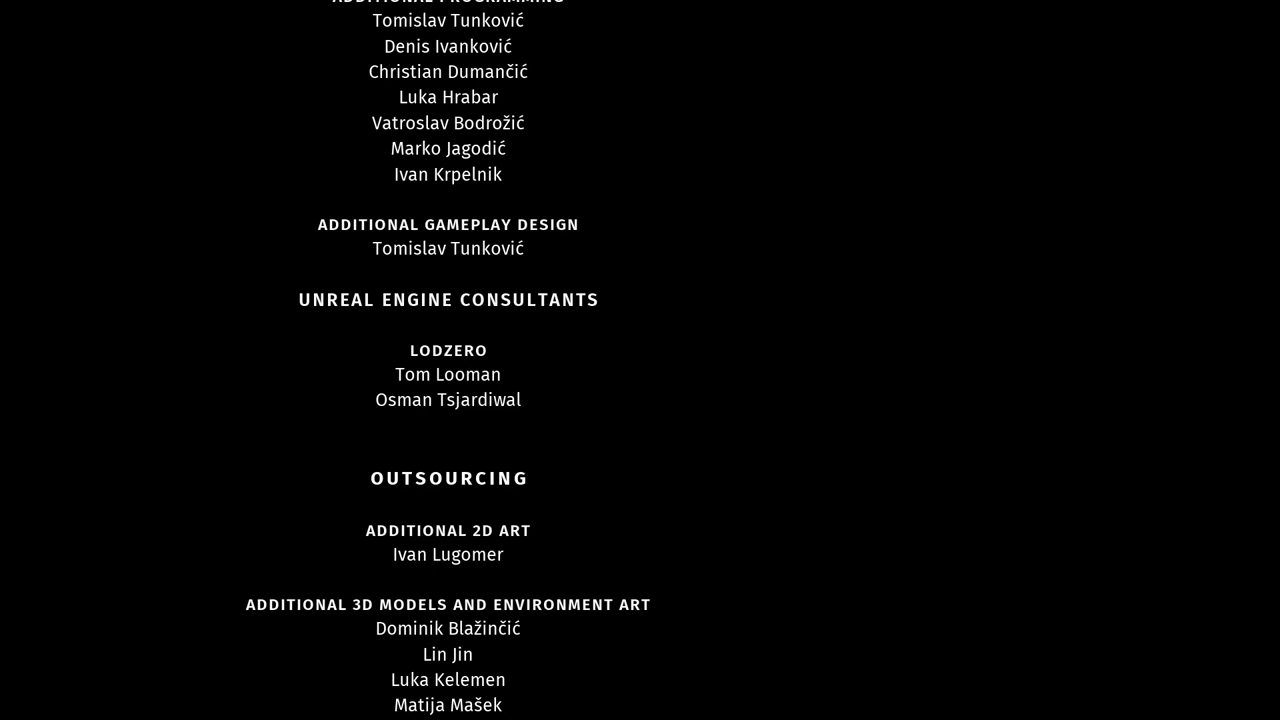 ADDITIONAL PROGRAMMING
Tomislav Tunković
Denis Ivanković
Christian Dumančić
Luka Hrabar
Vatroslav Bodrožić
Marko Jagodić
Ivan Krpelnik
ADDITIONAL GAMEPLAY DESIGN
Tomislav Tunković
UNREAL ENGINE CONSULTANTS
LODZERO
Tom Looman
Osman Tsjardiwal
OUTSOURCING
ADDITIONAL 2D ART
Ivan Lugomer
ADDITIONAL 3D MODELS AND ENVIRONMENT ART
Dominik Blažinčić
Lin Jin
Luka Kelemen
Matija Mašek